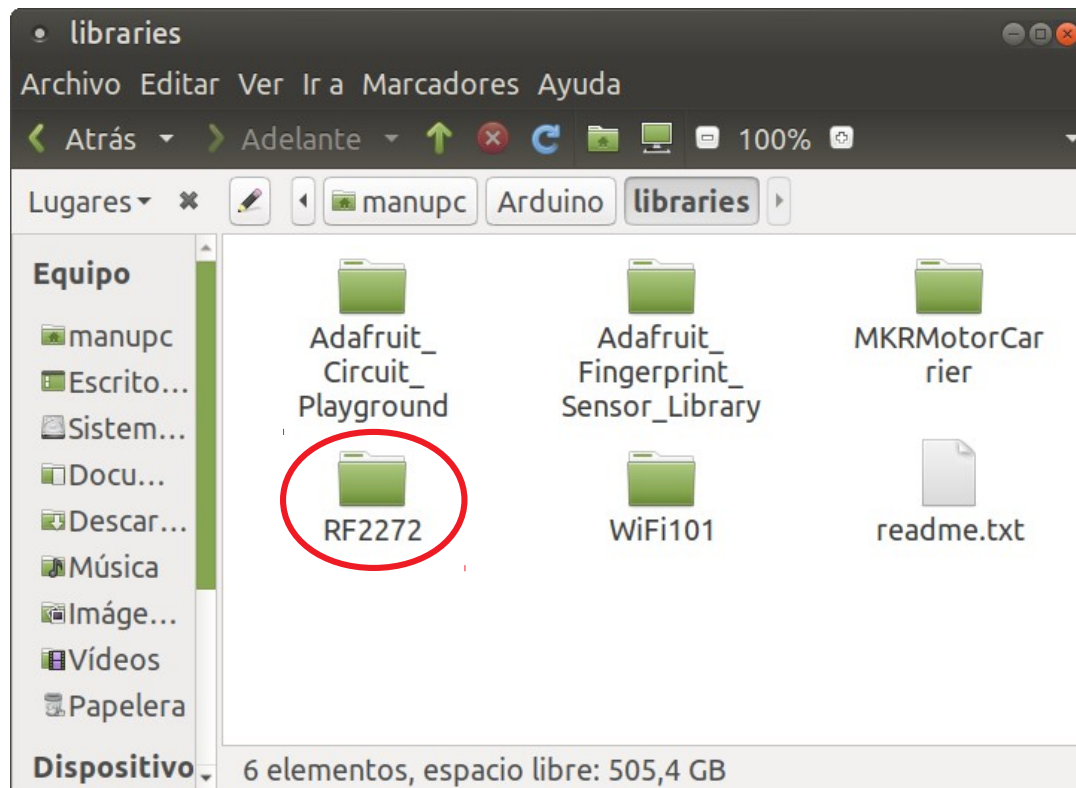 libraries
Archivo Editar Ver Ir a Marcadores Ayuda
Atrás Adelante 100%
Lugares manupc Arduino libraries
Equipo
manupc
Escrito...
Sistem...
Docu...
Descar...
Música
Imáge...
Vídeos
Papelera
Dispositivo
Adafruit_
Circuit_
Playground
Adafruit_
Fingerprint_
Sensor_Library
MKRMotorCar
rier
RF2272
WiFi101
readme.txt
6 elementos, espacio libre: 505,4 GB